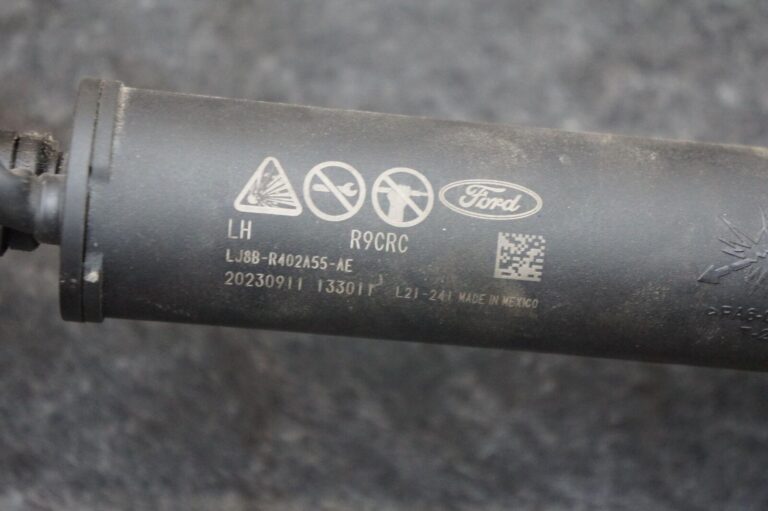 Ford
LH R9CRC
LJ8B-R402A55-AE
20230911 133011 L21-241 MADE IN MEXICO